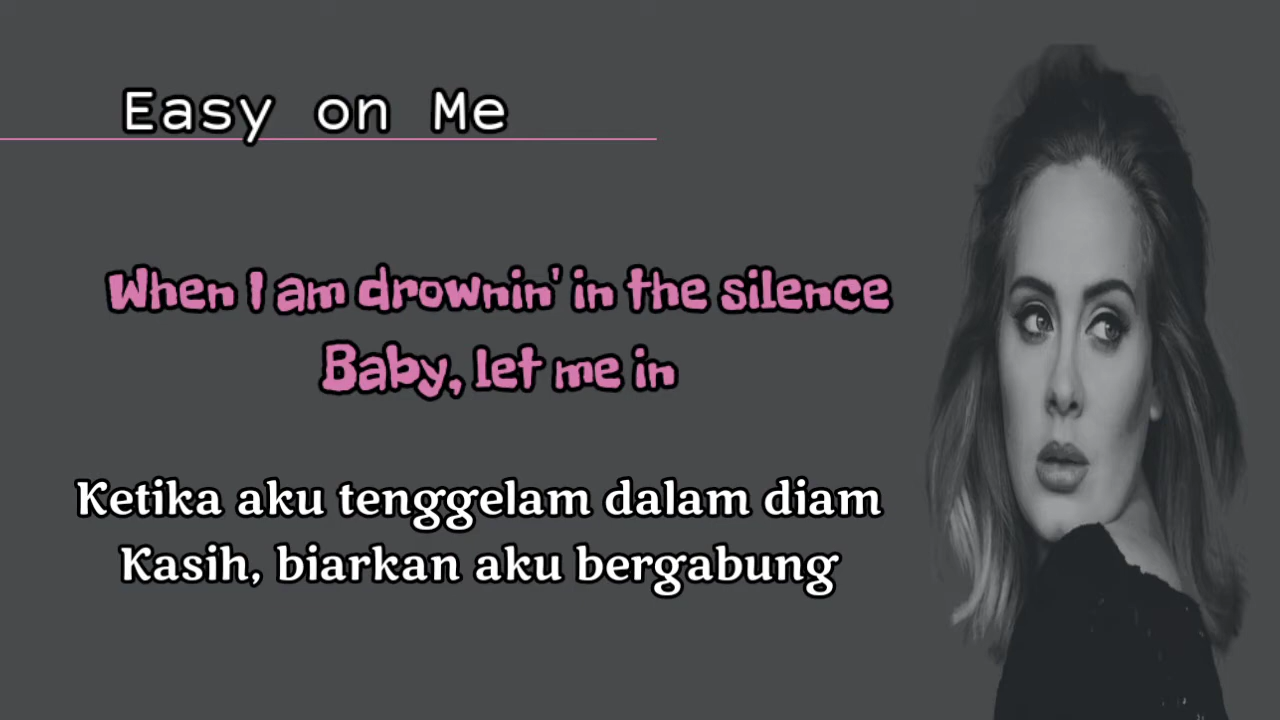 Easy on Me
When I am drownin' in the silence
Baby, let me in
Ketika aku tenggelam dalam diam
Kasih, biarkan aku bergabung